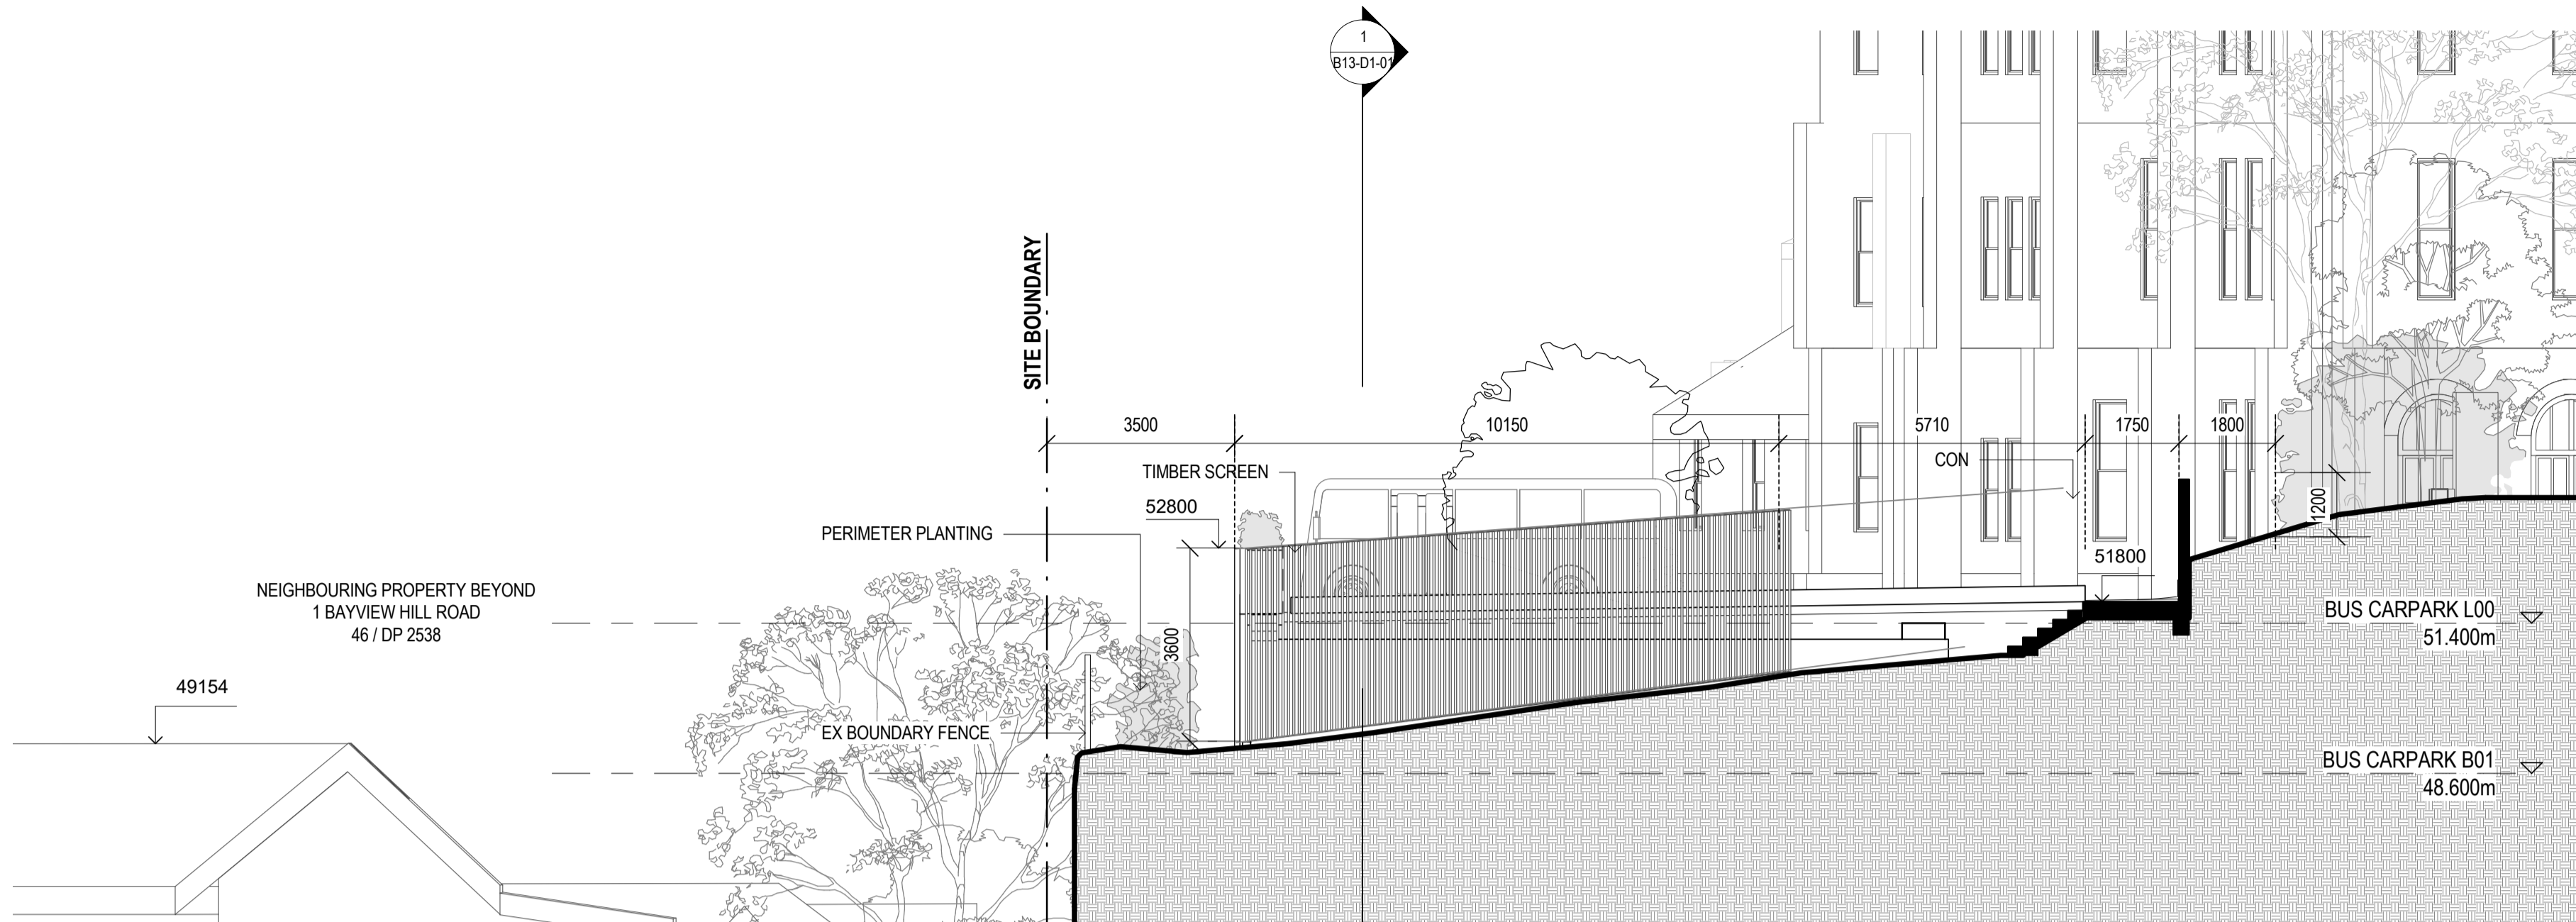 1
B13-D1-01
SITE BOUNDARY
3500
10150
5710
1750
1800
CON
TIMBER SCREEN
52800
1200
PERIMETER PLANTING
51800
NEIGHBOURING PROPERTY BEYOND
1 BAYVIEW HILL ROAD
46 / DP 2538
BUS CARPARK L00
51.400m
3600
49154
EX BOUNDARY FENCE
BUS CARPARK B01
48.600m